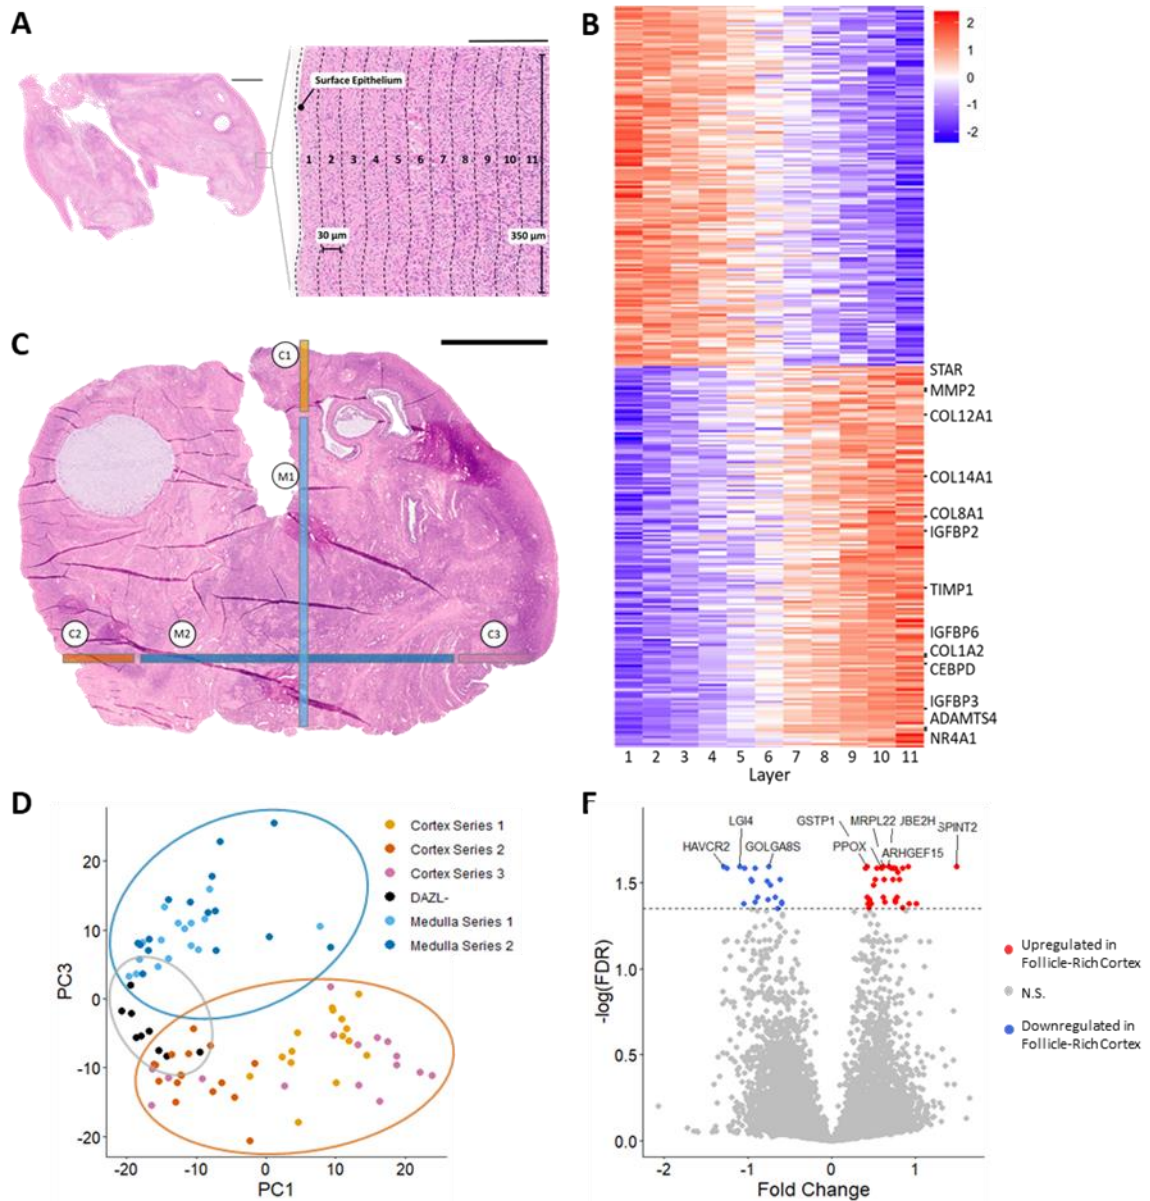 A
Surface Epithelium
1 2 3 4 5 6 7 8 9 10 11
30 µm
350 µm
B
2
1
0
-1
-2
STAR
MMP2
COL12A1
COL14A1
COL8A1
IGFBP2
TIMP1
IGFBP6
COL1A2
CEBPD
IGFBP3
ADAMTS4
NR4A1
1 2 3 4 5 6 7 8 9 10 11
Layer
C
C1
M1
C2
M2
C3
D
20
10
0
-10
-20
PC3
-20 -10 0 10 20
PC1
Cortex Series 1
Cortex Series 2
Cortex Series 3
DAZL-
Medulla Series 1
Medulla Series 2
F
GSTP1 MRPL22 JBE2H SPINT2
LGI4
HAVCR2 GOLGA8S PPOX ARHGEF15
1.5
1.0
0.5
0.0
-log(FDR)
-2 -1 0 1
Fold Change
Upregulated in
Follicle-Rich Cortex
N.S.
Downregulated in
Follicle-Rich Cortex